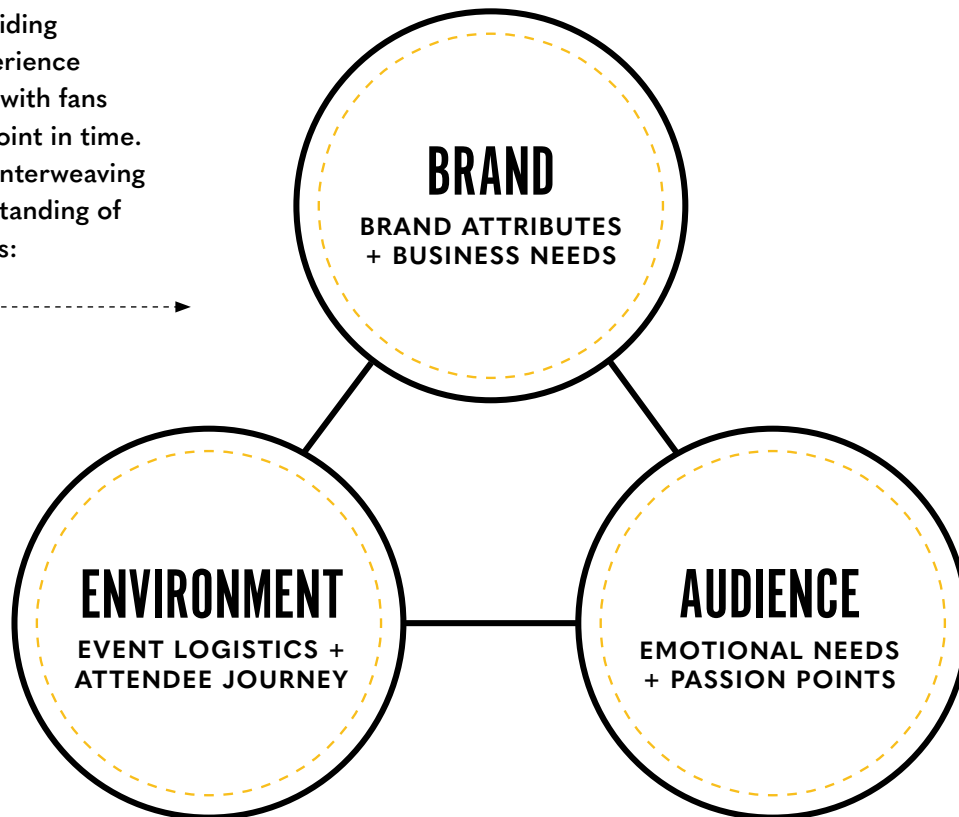 iding
erience
with fans
oint in time.
nterweaving
tanding of
s:
BRAND
BRAND ATTRIBUTES
+ BUSINESS NEEDS
ENVIRONMENT
EVENT LOGISTICS +
ATTENDEE JOURNEY
AUDIENCE
EMOTIONAL NEEDS
+ PASSION POINTS